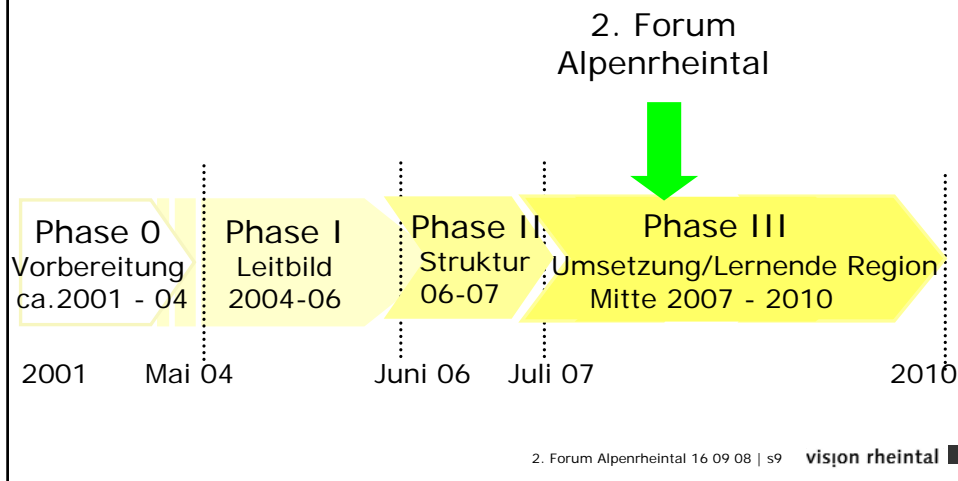 2. Forum
Alpenrheintal
Phase 0
Vorbereitung
ca.2001 - 04
Phase I
Leitbild
2004-06
Phase II
Struktur
06-07
Phase III
Umsetzung/Lernende Region
Mitte 2007 - 2010
2001
Mai 04
Juni 06
Juli 07
2010
2. Forum Alpenrheintal 16 09 08 | s9
vision rheintal